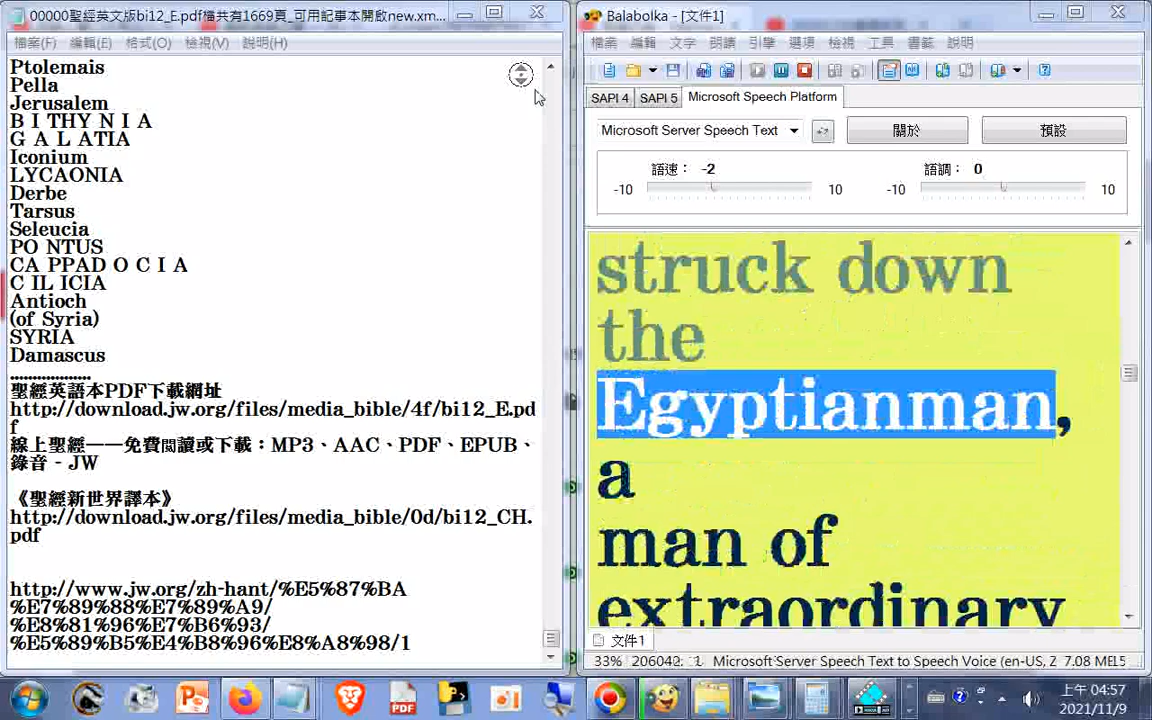 00000聖經英文版bi12_E.pdf檔共有1669頁_可用記事本開啟new.xm...
檔案(F) 編輯(E) 格式(O) 檢視(V) 說明(H)
Ptolemais
Pella
Jerusalem
B I THY N I A
G A L ATIA
Iconium
LYCAONIA
Derbe
Tarsus
Seleucia
PO NTUS
CA PPAD O C I A
C IL ICIA
Antioch
(of Syria)
SYRIA
Damascus
..................
聖經英語本PDF下載網址
http://download.jw.org/files/media_bible/4f/bi12_E.pd
f
線上聖經——免費閱讀或下載：MP3、AAC、PDF、EPUB、
錄音 - JW
《聖經新世界譯本》
http://download.jw.org/files/media_bible/0d/bi12_CH.
pdf
http://www.jw.org/zh-hant/%E5%87%BA
%E7%89%88%E7%89%A9/
%E8%81%96%E7%B6%93/
%E5%89%B5%E4%B8%96%E8%A8%98/1
Balabolka - [文件1]
檔案 編輯 文字 朗讀 引擎 選項 檢視 工具 書籤 說明
SAPI 4 SAPI 5 Microsoft Speech Platform
Microsoft Server Speech Text 關於 預設
語速： -2 語調： 0
-10 10 -10 10
struck down
the
Egyptianman,
a
man of
extraordinary
文件1
33% Microsoft Server Speech Text to Speech Voice (en-US, Z 7.08 ME
PDF
上午 04:57
2021/11/9